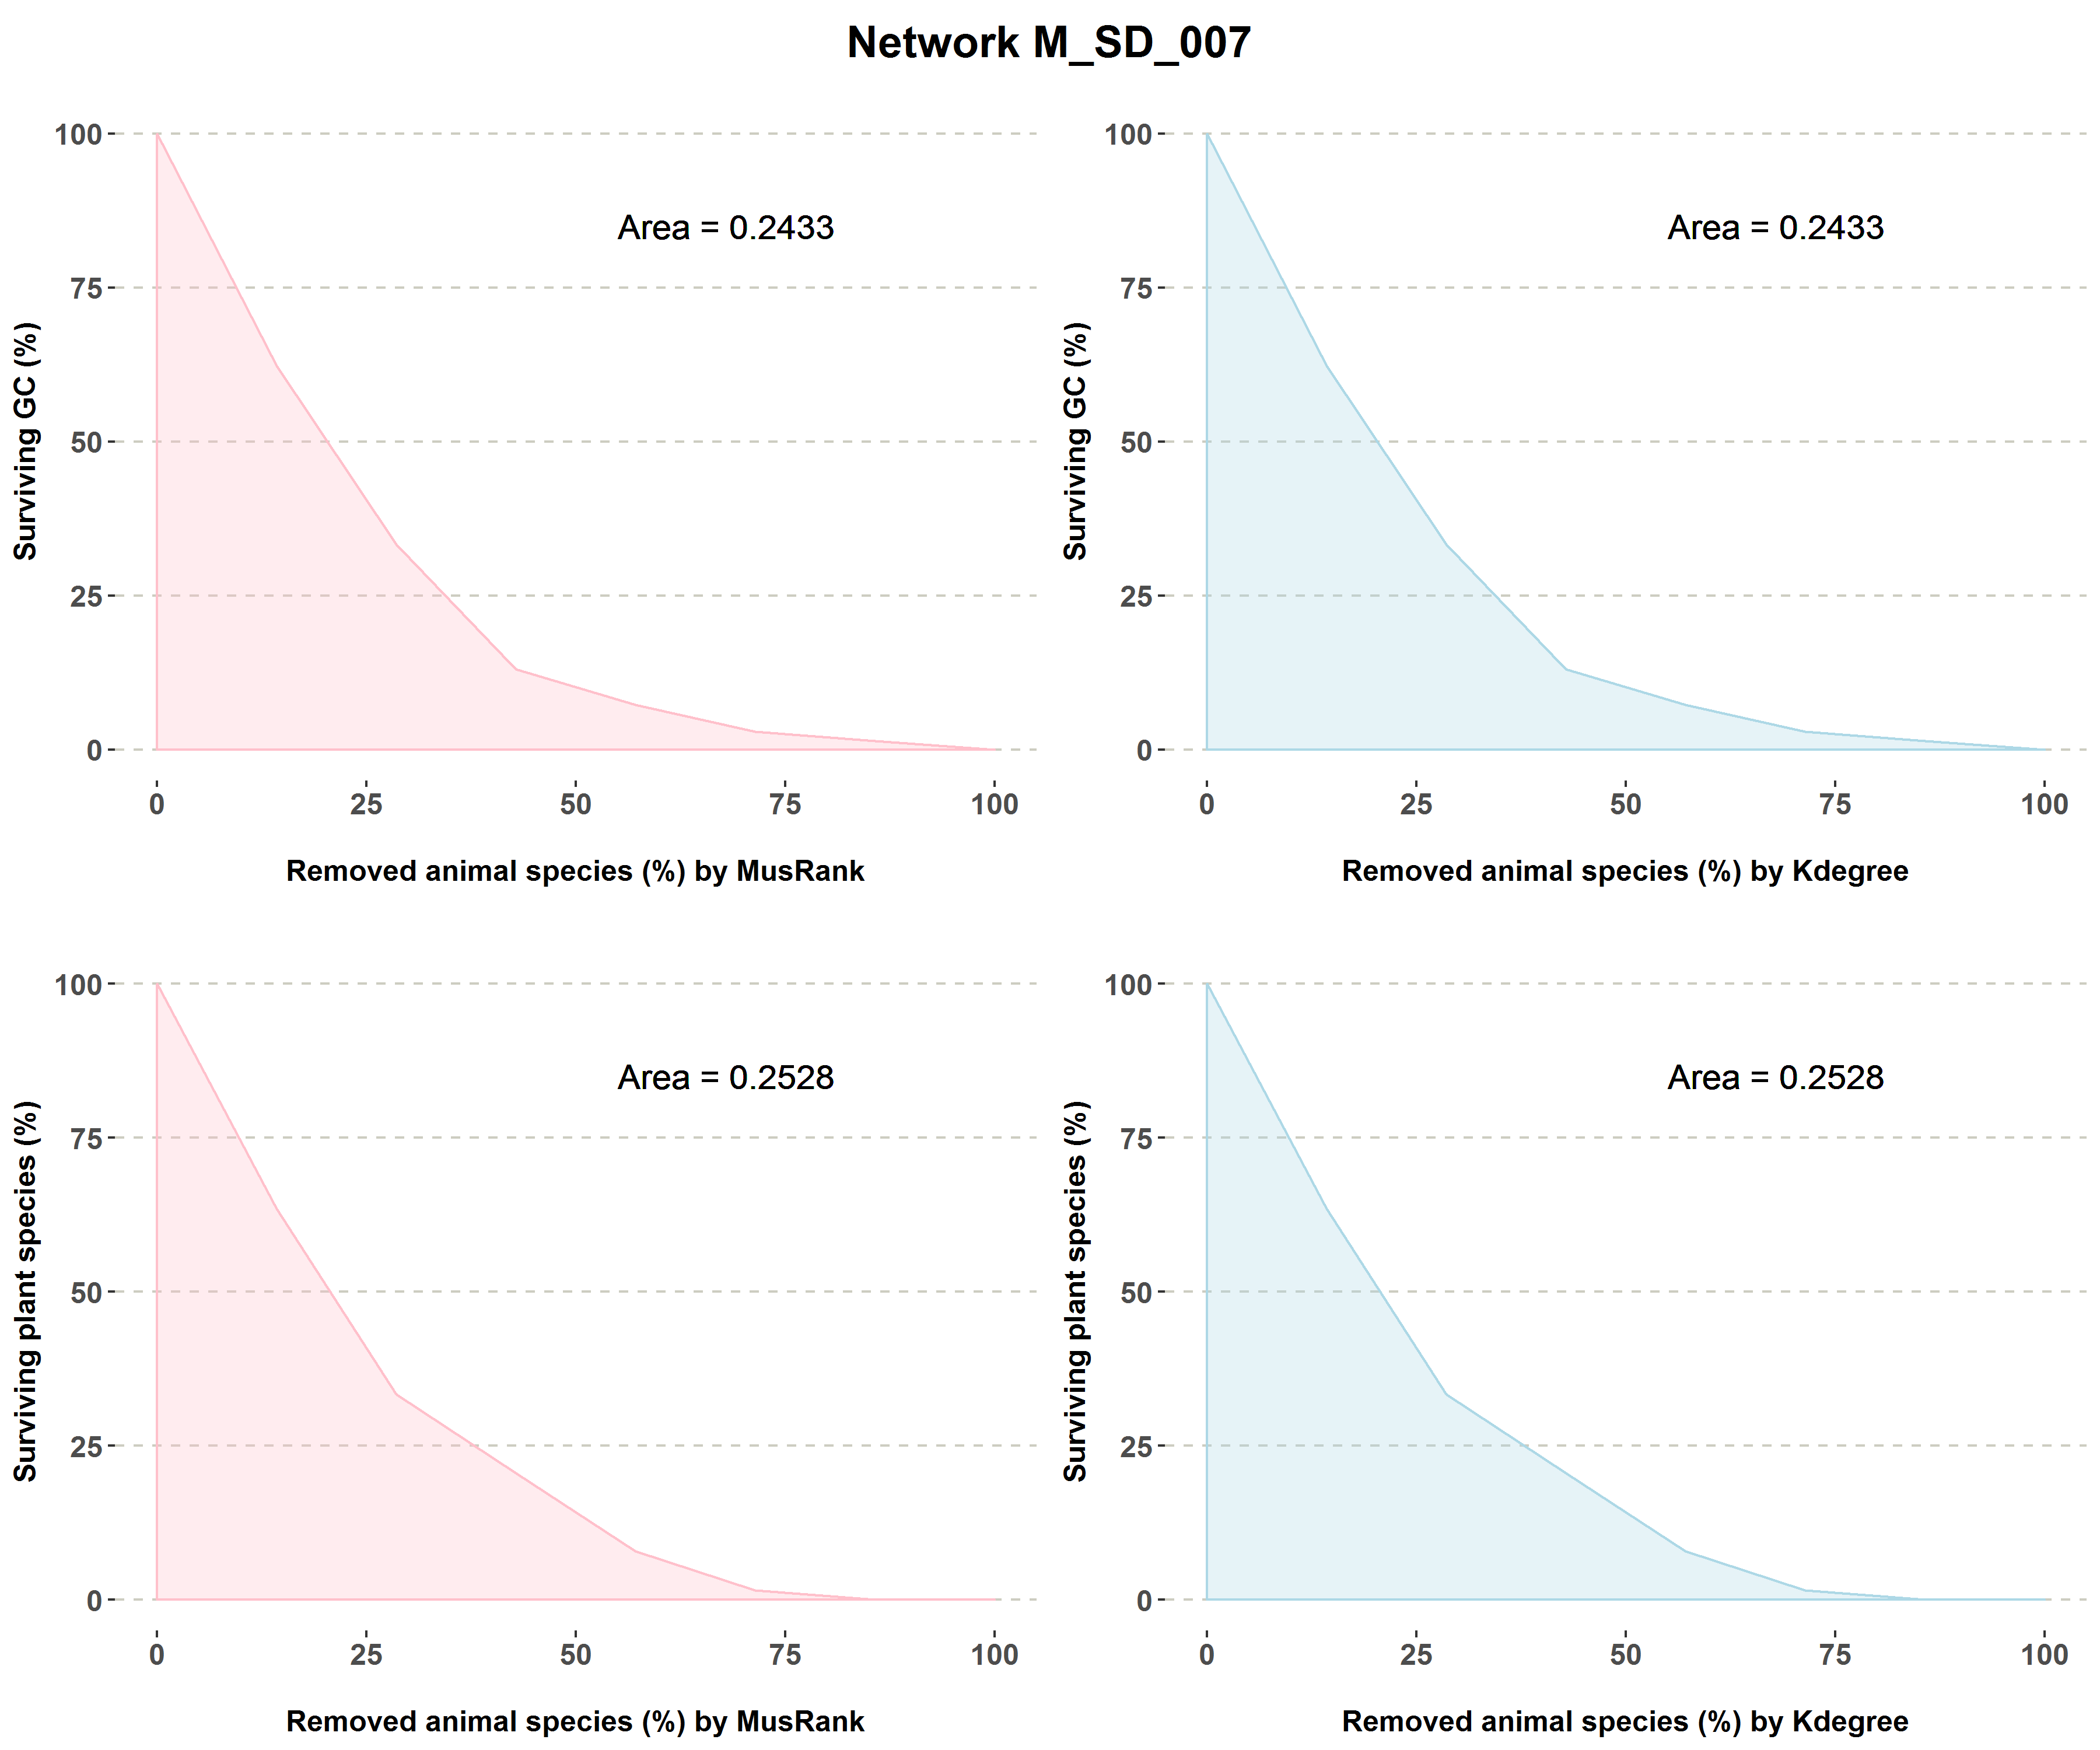 Network M_SD_007
100
75
50
25
0
Surviving GC (%)
Area = 0.2433
0 25 50 75 100
Removed animal species (%) by MusRank
100
75
50
25
0
Surviving GC (%)
Area = 0.2433
0 25 50 75 100
Removed animal species (%) by Kdegree
100
75
50
25
0
Surviving plant species (%)
Area = 0.2528
0 25 50 75 100
Removed animal species (%) by MusRank
100
75
50
25
0
Surviving plant species (%)
Area = 0.2528
0 25 50 75 100
Removed animal species (%) by Kdegree